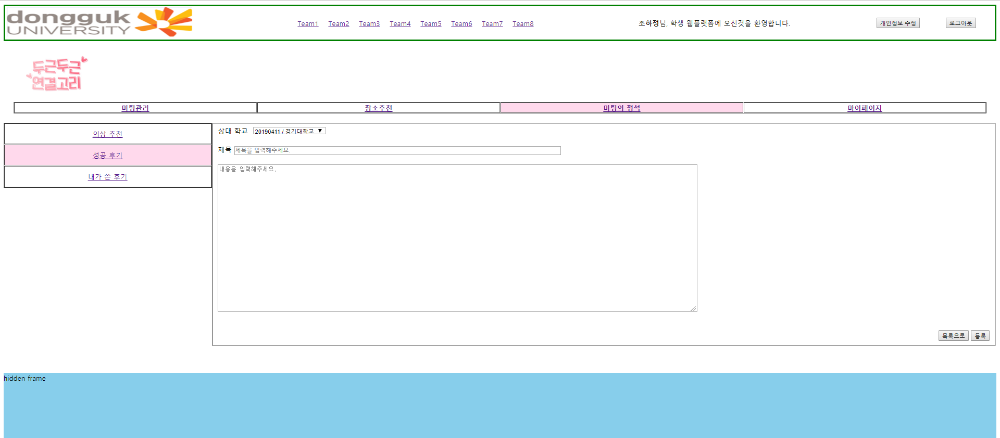 dongguk
UNIVERSITY
Team1 Team2 Team3 Team4 Team5 Team6 Team7 Team8
조하정님, 학생 웹플랫폼에 오신것을 환영합니다.
개인정보 수정
로그아웃
두근두근
연결고리
미팅관리 장소추천 미팅의 정석 마이페이지
의상 추천
성공 후기
내가 쓴 후기
상대 학교 20190411 / 경기대학교 ▼
제목 제목을 입력해주세요.
내용을 입력해주세요.
목록으로 등록
hidden frame